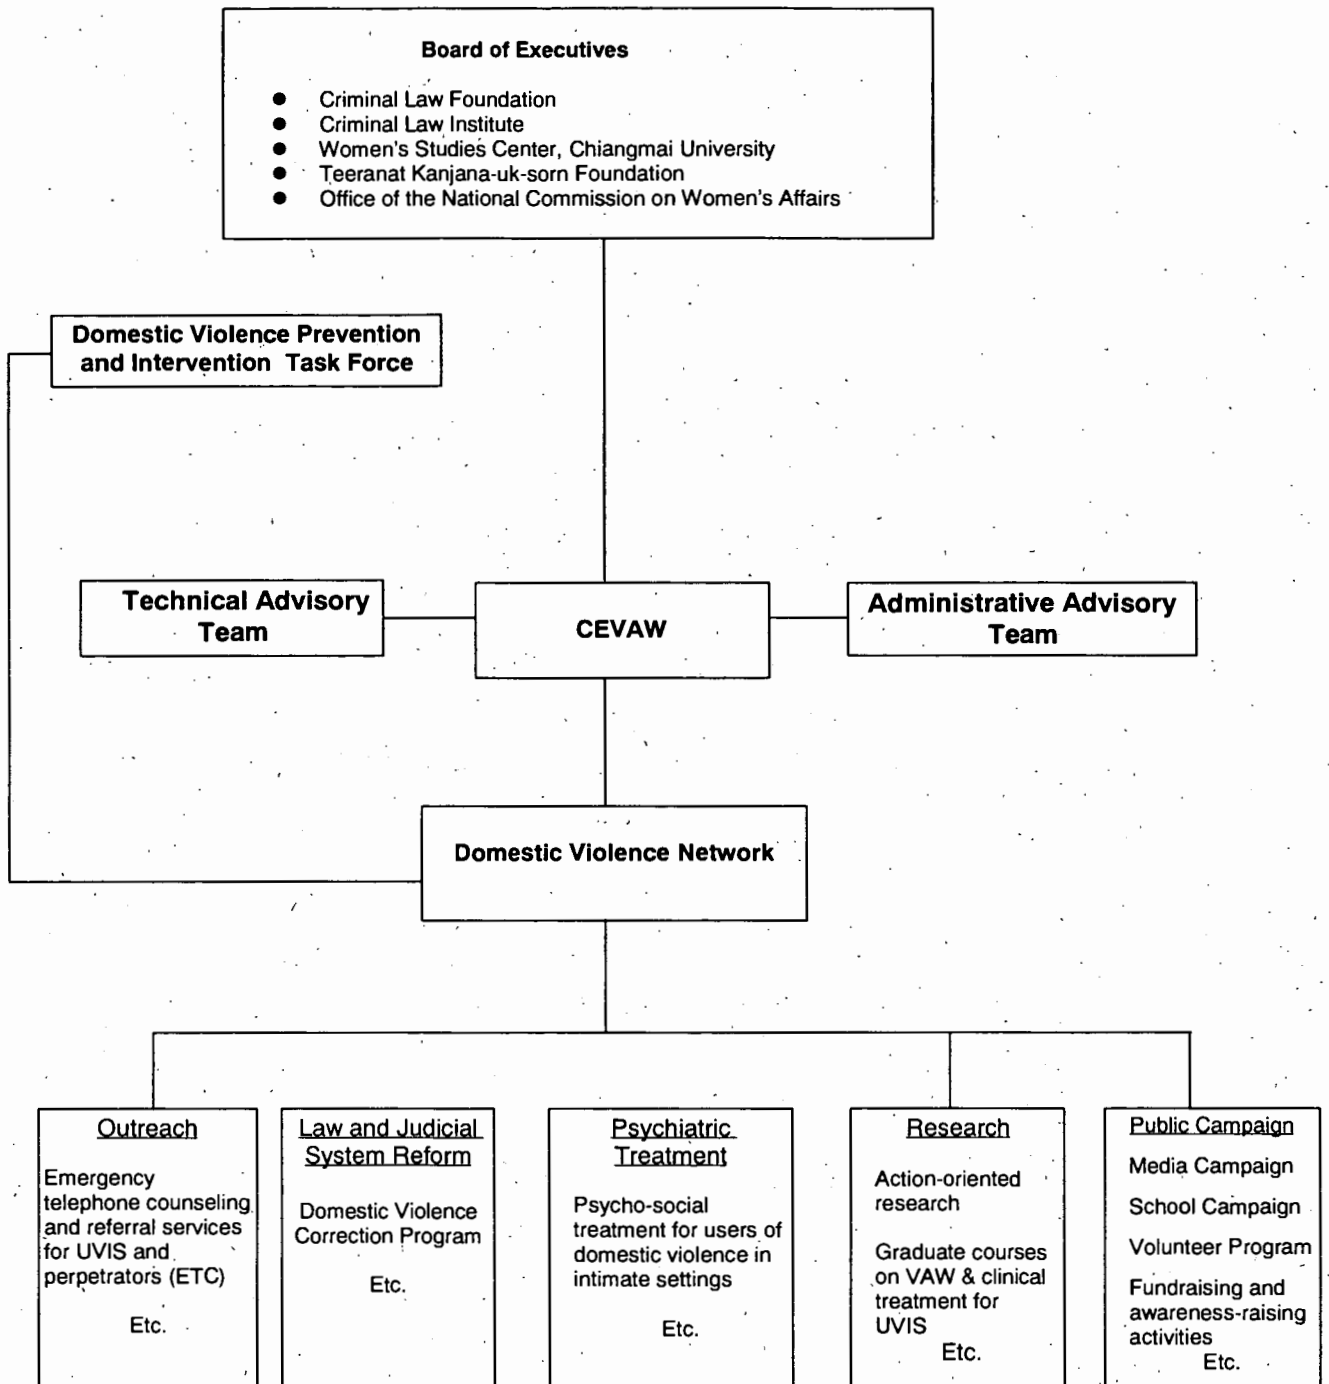 Board of Executives
● Criminal Law Foundation
● Criminal Law Institute
● Women's Studies Center, Chiangmai University
● Teeranat Kanjana-uk-sorn Foundation
● Office of the National Commission on Women's Affairs
Domestic Violence Prevention
and Intervention Task Force
Technical Advisory
Team
CEVAW
Administrative Advisory
Team
Domestic Violence Network
Outreach
Emergency
telephone counseling
and referral services
for UVIS and
perpetrators (ETC)
Etc.
Law and Judicial
System Reform
Domestic Violence
Correction Program
Etc.
Psychiatric
Treatment
Psycho-social
treatment for users of
domestic violence in
intimate settings
Etc.
Research
Action-oriented
research
Graduate courses
on VAW & clinical
treatment for
UVIS
Etc.
Public Campaign
Media Campaign
School Campaign
Volunteer Program
Fundraising and
awareness-raising
activities
Etc.